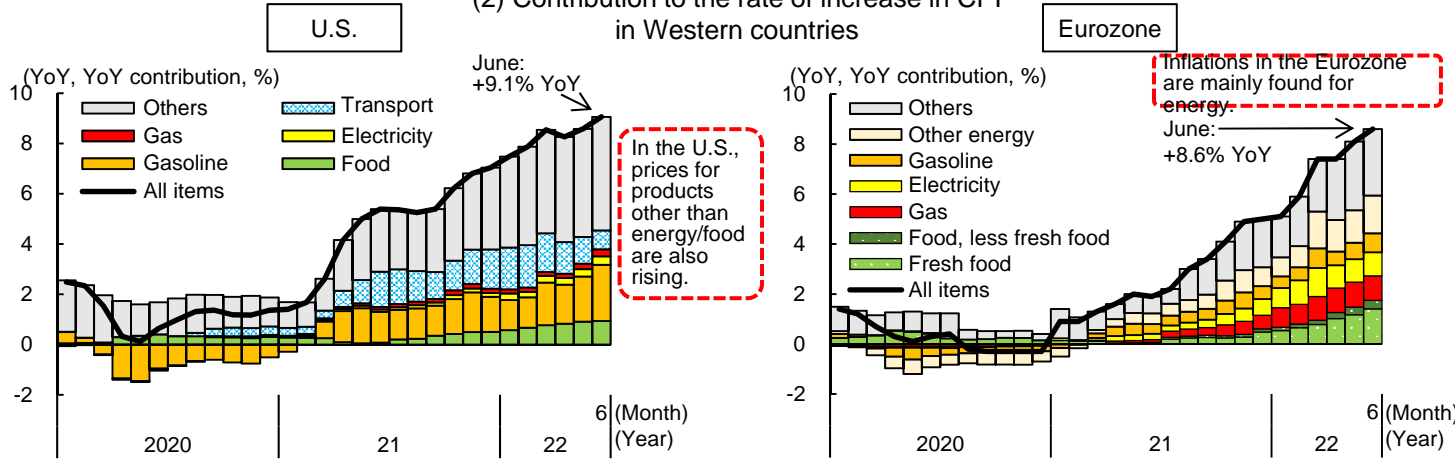 (2) Contribution to the rate of increase in CPI
in Western countries
U.S.
(YoY, YoY contribution, %)
June:
+9.1% YoY
10
8
6
4
2
0
-2
Others
Transport
Gas
Electricity
Gasoline
Food
All items
In the U.S.,
prices for
products
other than
energy/food
are also
rising.
6 (Month)
(Year)
2020
21
22
Eurozone
(YoY, YoY contribution, %)
Inflations in the Eurozone
are mainly found for
energy.
June:
+8.6% YoY
10
8
6
4
2
0
-2
Others
Other energy
Gasoline
Electricity
Gas
Food, less fresh food
Fresh food
All items
6 (Month)
(Year)
2020
21
22